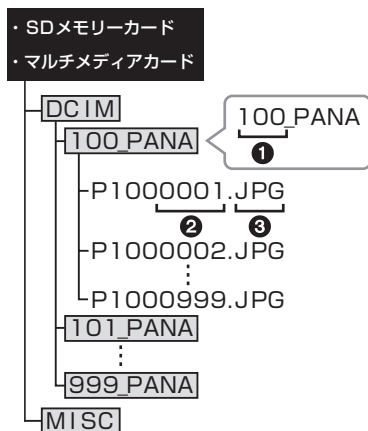 ・SDメモリーカード
・マルチメディアカード
DCIM
100_PANA
100_PANA
❶
P1000001.JPG
❷ ❸
P1000002.JPG
P1000999.JPG
101_PANA
999_PANA
MISC